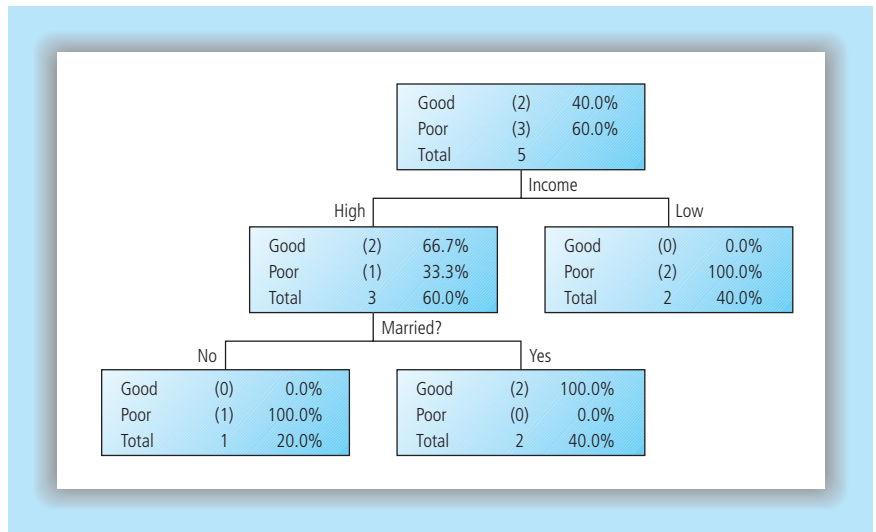 Good (2) 40.0%
Poor (3) 60.0%
Total 5
Income
High
Low
Good (2) 66.7%
Poor (1) 33.3%
Total 3 60.0%
Good (0) 0.0%
Poor (2) 100.0%
Total 2 40.0%
Married?
No
Yes
Good (0) 0.0%
Poor (1) 100.0%
Total 1 20.0%
Good (2) 100.0%
Poor (0) 0.0%
Total 2 40.0%